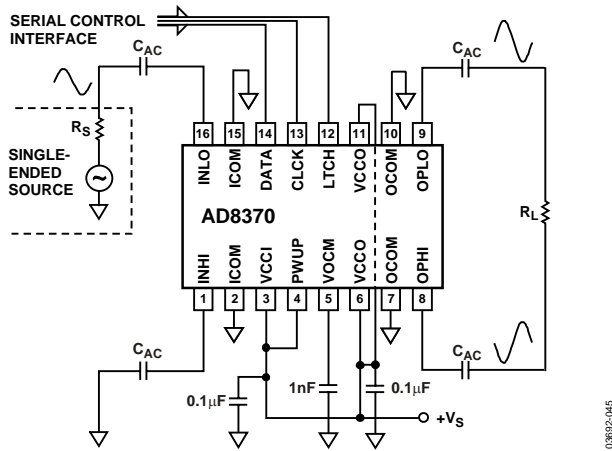 SERIAL CONTROL
INTERFACE
CAC
CAC
RS
SINGLE-
ENDED
SOURCE
16 15 14 13 12 11 10 9
INLO ICOM DATA CLCK LTCH VCCO OCOM OPLO
AD8370
RL
INHI ICOM VCCI PWUP VOCM VCCO OCOM OPHI
1 2 3 4 5 6 7 8
CAC
CAC
0.1µF
1nF
0.1µF
+VS
03692-045